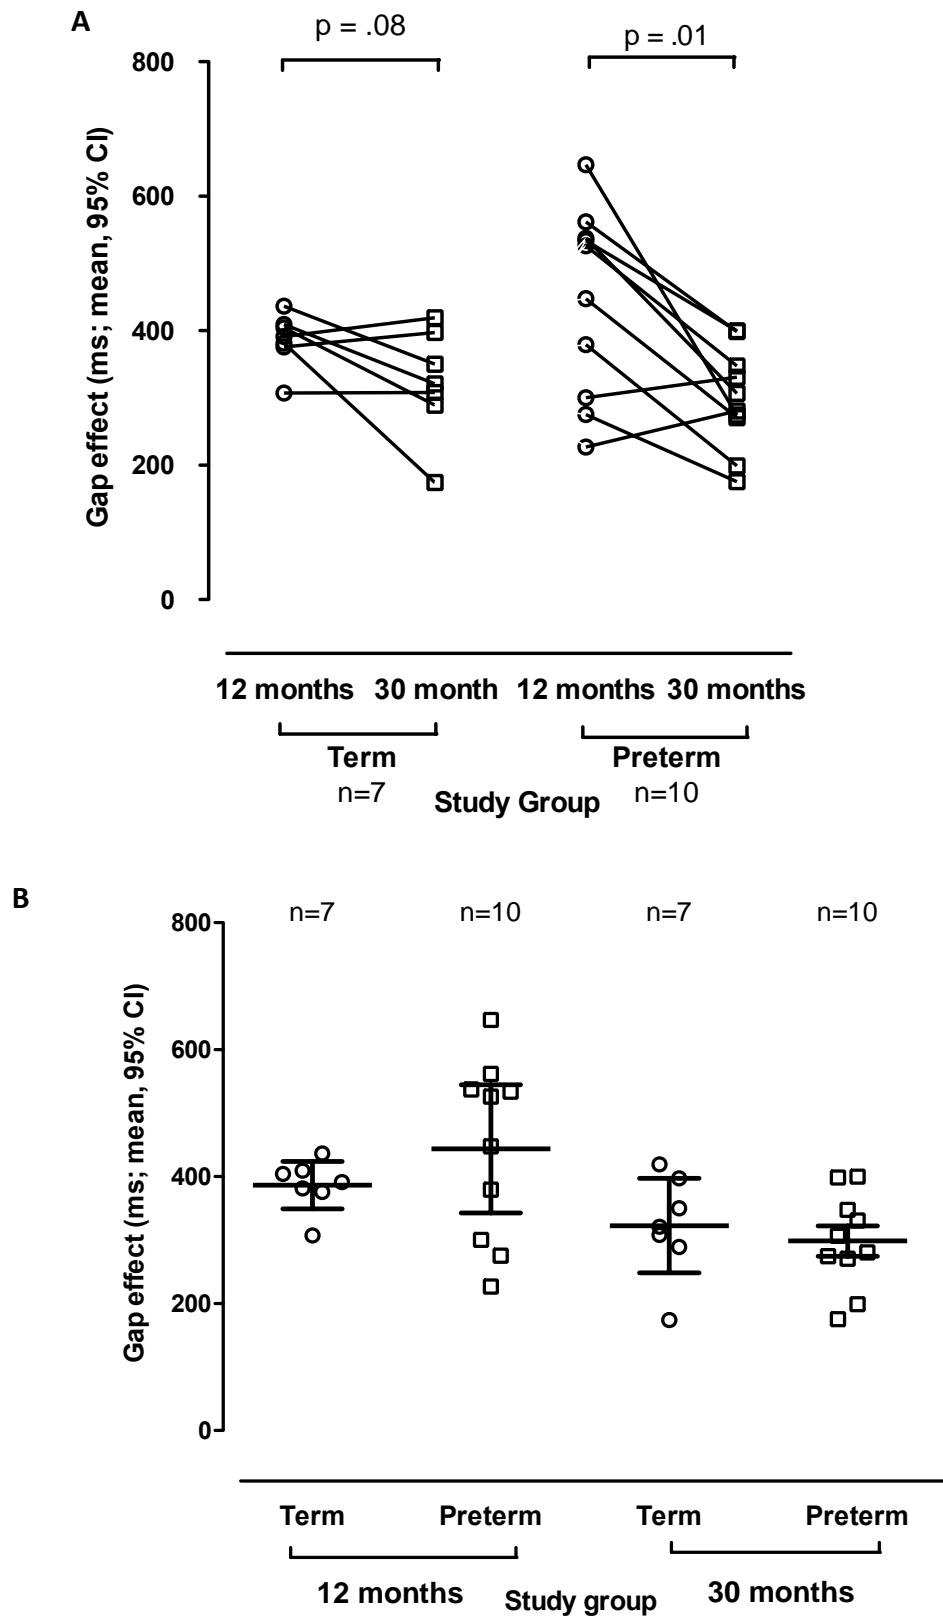 A
p = .08
p = .01
800
600
400
200
0
Gap effect (ms; mean, 95% CI)
12 months 30 month 12 months 30 months
Term Preterm
n=7 Study Group n=10
B
n=7 n=10 n=7 n=10
800
600
400
200
0
Gap effect (ms; mean, 95% CI)
Term Preterm Term Preterm
12 months Study group 30 months